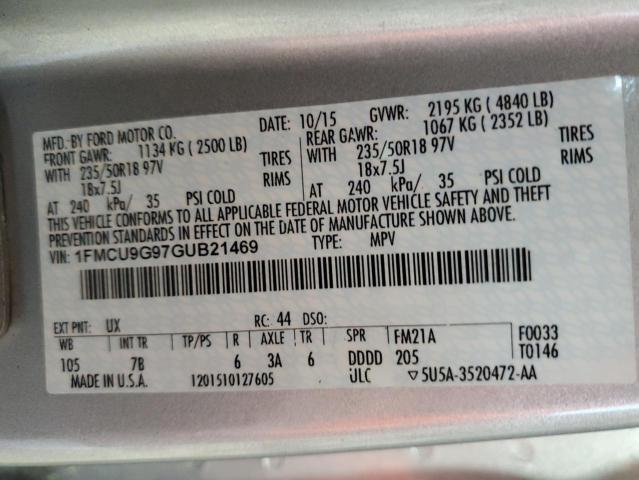 MFD. BY FORD MOTOR CO.
DATE: 10/15 GVWR: 2195 KG ( 4840 LB)
FRONT GAWR: 1134 KG ( 2500 LB)
WITH 235/50R18 97V TIRES
18x7.5J RIMS
AT 240 kPa/ 35 PSI COLD
REAR GAWR: 1067 KG ( 2352 LB)
WITH 235/50R18 97V TIRES
18x7.5J RIMS
AT 240 kPa/ 35 PSI COLD
THIS VEHICLE CONFORMS TO ALL APPLICABLE FEDERAL MOTOR VEHICLE SAFETY AND THEFT
PREVENTION STANDARDS IN EFFECT ON THE DATE OF MANUFACTURE SHOWN ABOVE.
VIN: 1FMCU9G97GUB21469 TYPE: MPV
EXT PNT: UX RC: 44 DSO:
WB INT TR TP/PS R AXLE TR SPR FM21A F0033
105 7B 6 3A 6 DDDD 205 T0146
MADE IN U.S.A. 1201510127605 ULC ▽5U5A-3520472-AA